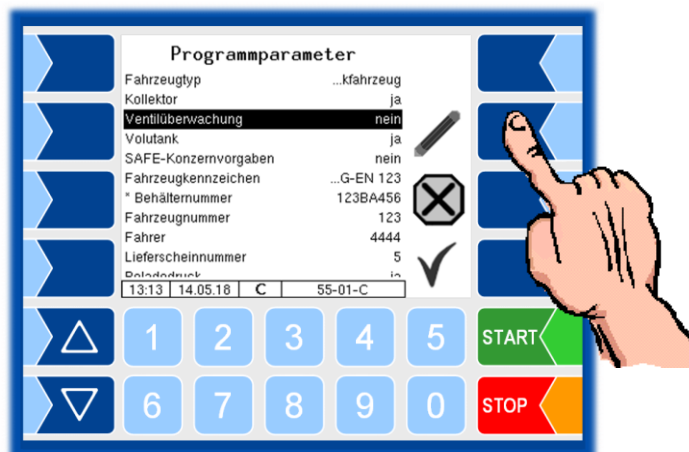 Programmparameter
Fahrzeugtyp ...kfahrzeug
Kollektor ja
Ventilüberwachung nein
Volutank ja
SAFE-Konzernvorgaben nein
Fahrzeugkennzeichen ...G-EN 123
* Behälternummer 123BA456
Fahrzeugnummer 123
Fahrer 4444
Lieferscheinnummer 5
13:13 14.05.18 C 55-01-C
1 2 3 4 5 START
6 7 8 9 0 STOP